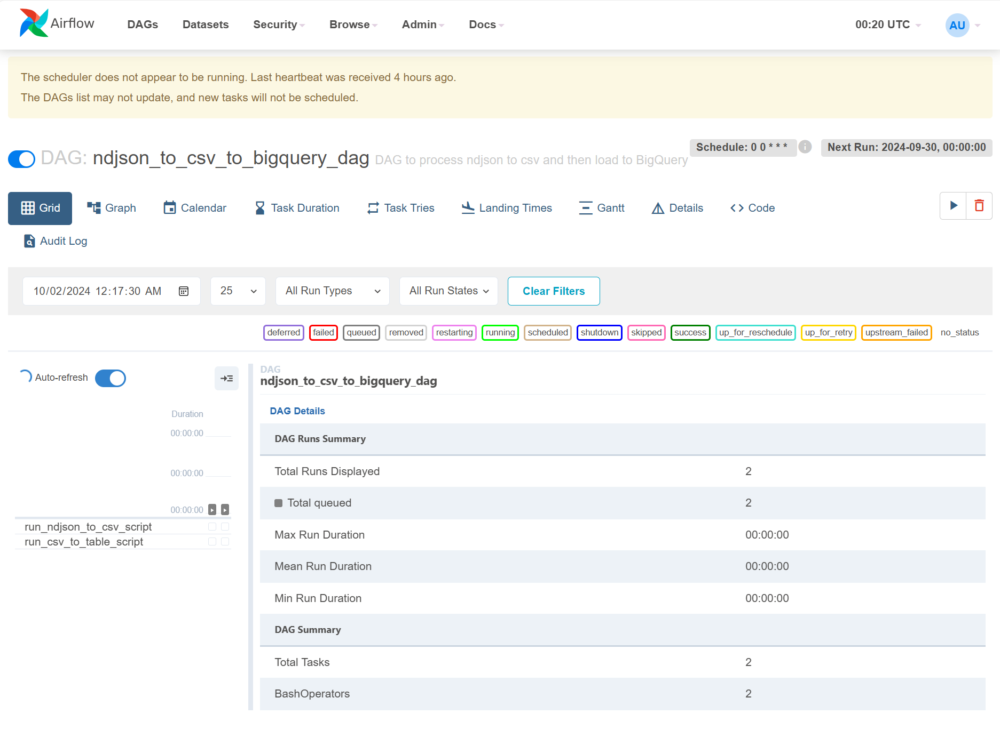 Airflow DAGs Datasets Security Browse Admin Docs 00:20 UTC AU
The scheduler does not appear to be running. Last heartbeat was received 4 hours ago.
The DAGs list may not update, and new tasks will not be scheduled.
DAG: ndjson_to_csv_to_bigquery_dag DAG to process ndjson to csv and then load to BigQuery
Schedule: 0 0 * * * i Next Run: 2024-09-30, 00:00:00
Grid Graph Calendar Task Duration Task Tries Landing Times Gantt Details Code
Audit Log
10/02/2024 12:17:30 AM 25 All Run Types All Run States Clear Filters
deferred failed queued removed restarting running scheduled shutdown skipped success up_for_reschedule up_for_retry upstream_failed no_status
Auto-refresh
Duration
00:00:00
00:00:00
00:00:00
run_ndjson_to_csv_script
run_csv_to_table_script
DAG
ndjson_to_csv_to_bigquery_dag
DAG Details
DAG Runs Summary
Total Runs Displayed 2
Total queued 2
Max Run Duration 00:00:00
Mean Run Duration 00:00:00
Min Run Duration 00:00:00
DAG Summary
Total Tasks 2
BashOperators 2